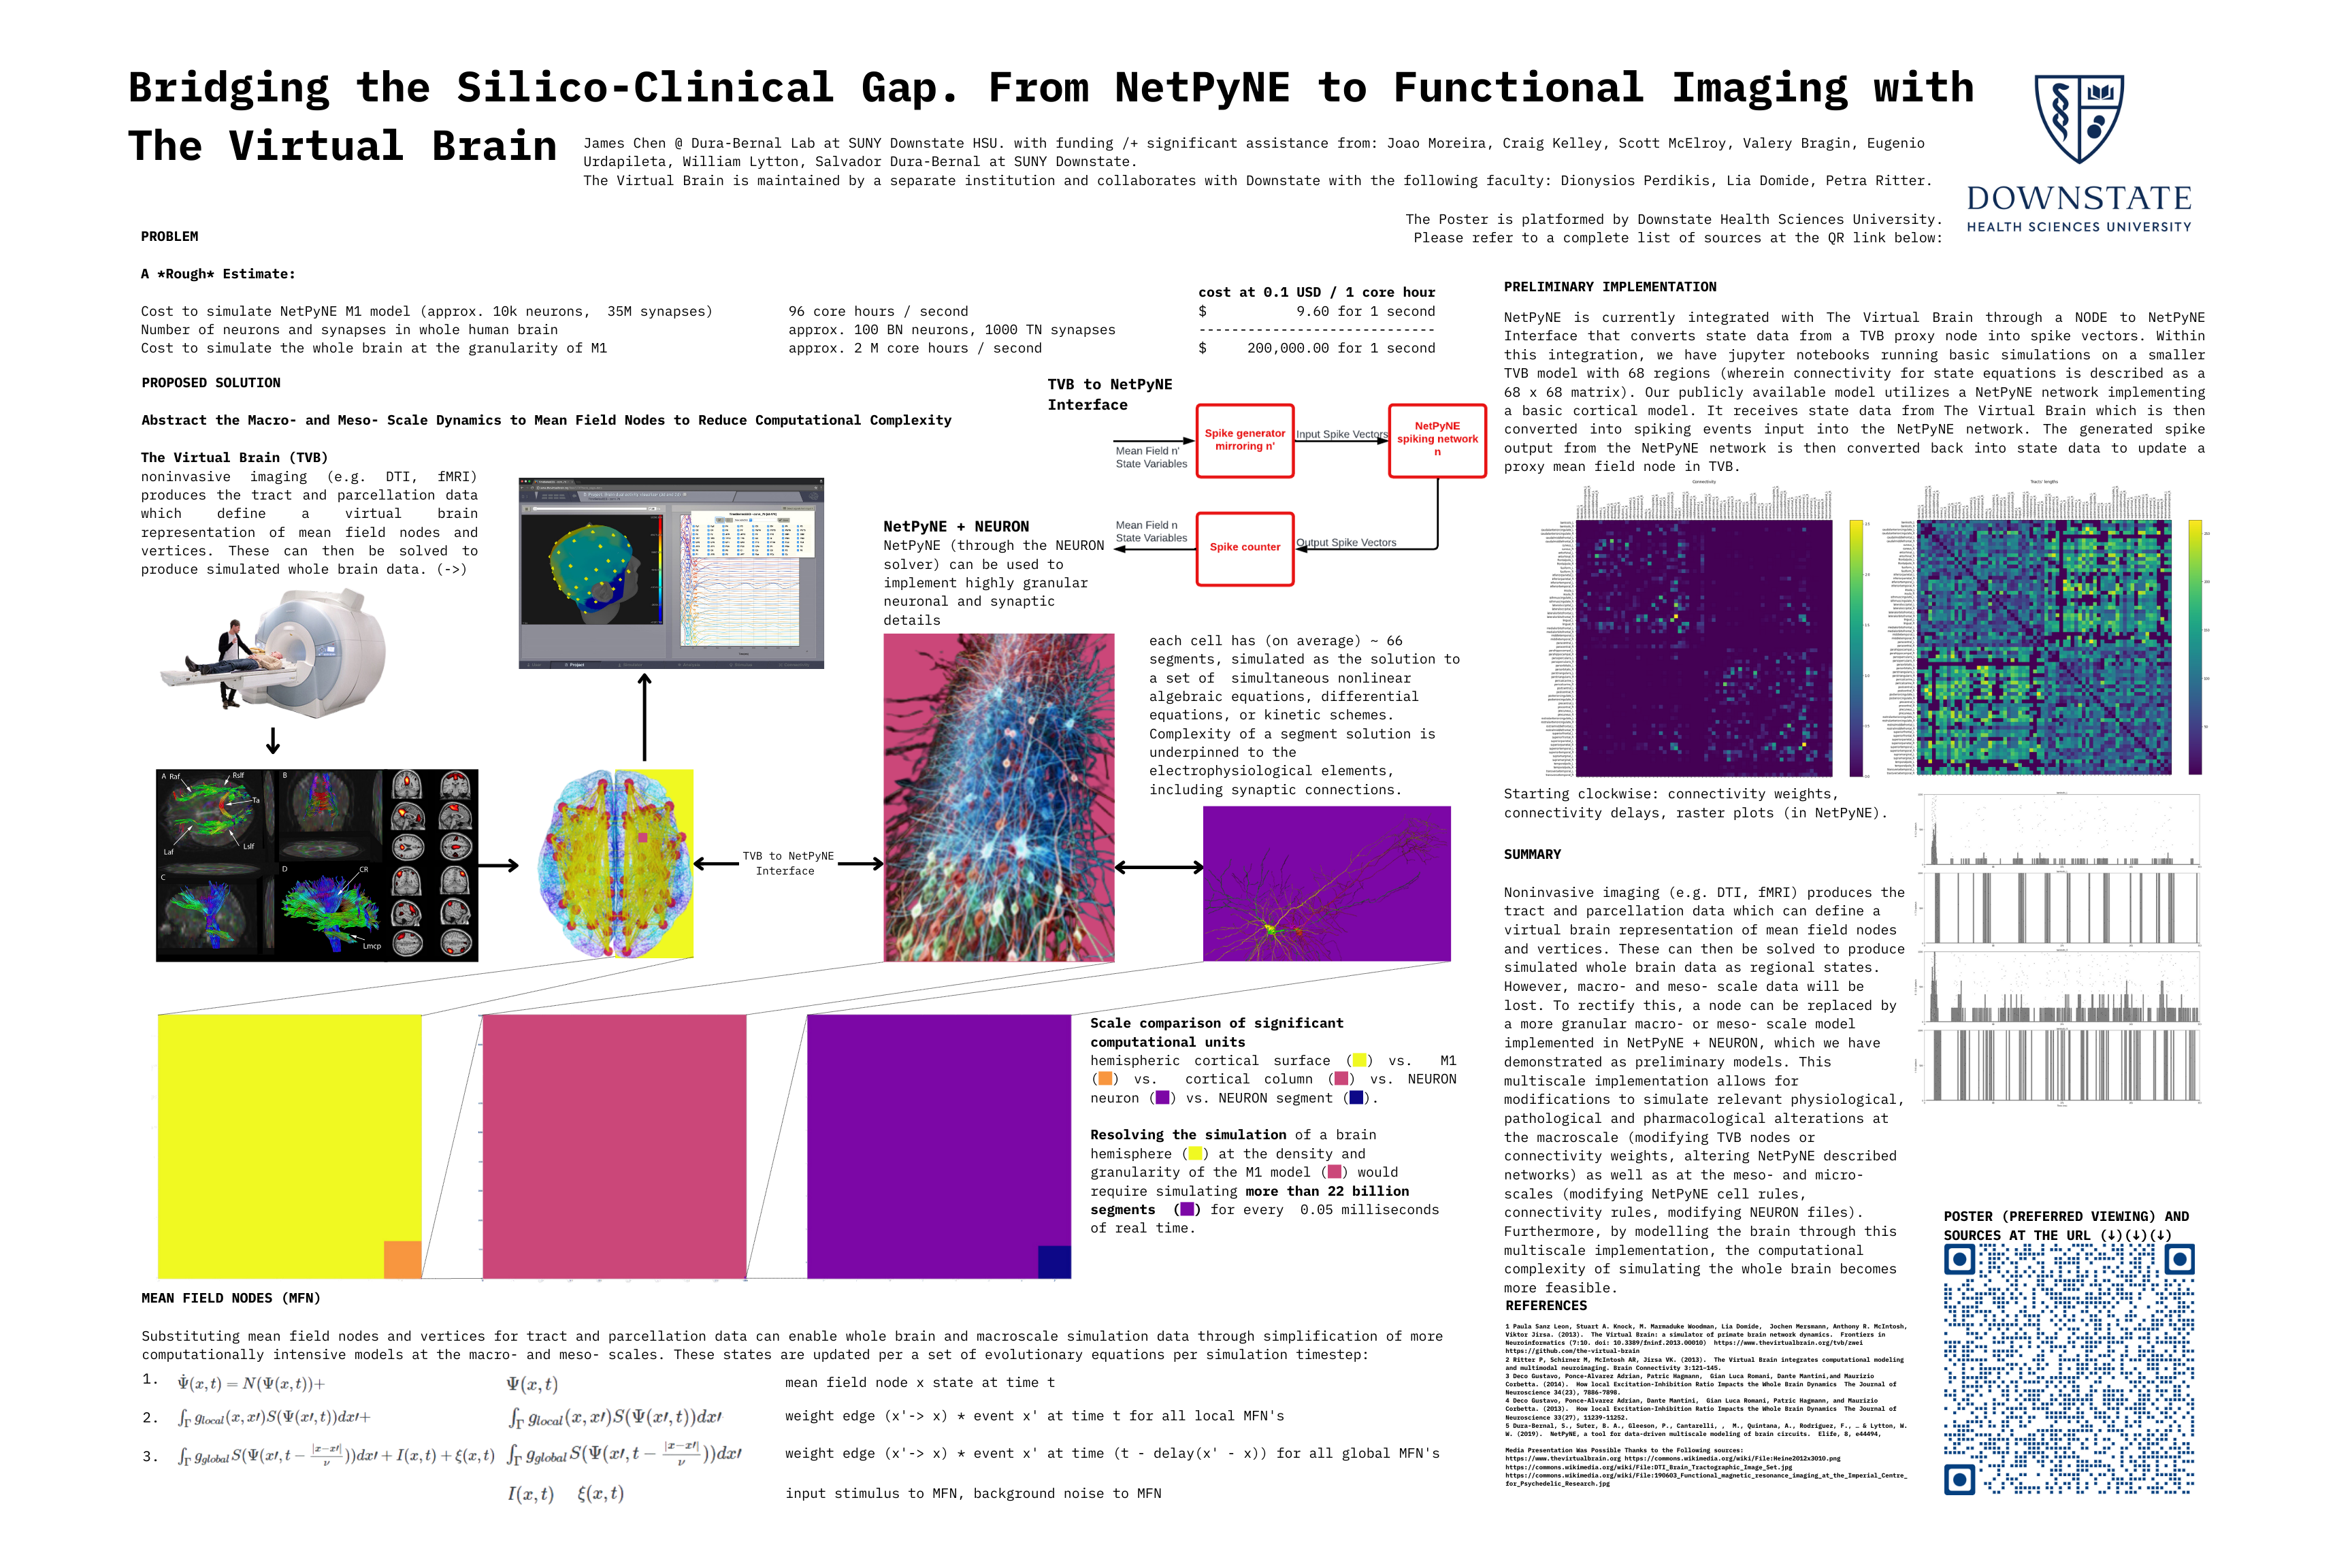 Bridging the Silico-Clinical Gap. From NetPyNE to Functional Imaging with
The Virtual Brain
James Chen @ Dura-Bernal Lab at SUNY Downstate HSU. with funding /+ significant assistance from: Joao Moreira, Craig Kelley, Scott McElroy, Valery Bragin, Eugenio
Urdapileta, William Lytton, Salvador Dura-Bernal at SUNY Downstate.
The Virtual Brain is maintained by a separate institution and collaborates with Downstate with the following faculty: Dionysios Perdikis, Lia Domide, Petra Ritter.
DOWNSTATE
HEALTH SCIENCES UNIVERSITY
The Poster is platformed by Downstate Health Sciences University.
Please refer to a complete list of sources at the QR link below:
PROBLEM
A *Rough* Estimate:
cost at 0.1 USD / 1 core hour
Cost to simulate NetPyNE M1 model (approx. 10k neurons, 35M synapses) 96 core hours / second $ 9.60 for 1 second
Number of neurons and synapses in whole human brain approx. 100 BN neurons, 1000 TN synapses -----------------------------
Cost to simulate the whole brain at the granularity of M1 approx. 2 M core hours / second $ 200,000.00 for 1 second
PROPOSED SOLUTION
Abstract the Macro- and Meso- Scale Dynamics to Mean Field Nodes to Reduce Computational Complexity
The Virtual Brain (TVB)
noninvasive imaging (e.g. DTI, fMRI)
produces the tract and parcellation data
which define a virtual brain
representation of mean field nodes and
vertices. These can then be solved to
produce simulated whole brain data. (->)
TVB to NetPyNE
Interface
Mean Field n'
State Variables
Spike generator
mirroring n'
Input Spike Vectors
NetPyNE
spiking network
n
Mean Field n
State Variables
Spike counter
Output Spike Vectors
NetPyNE + NEURON
NetPyNE (through the NEURON
solver) can be used to
implement highly granular
neuronal and synaptic
details
each cell has (on average) ~ 66
segments, simulated as the solution to
a set of simultaneous nonlinear
algebraic equations, differential
equations, or kinetic schemes.
Complexity of a segment solution is
underpinned to the
electrophysiological elements,
including synaptic connections.
A Raf Rslf Ta Laf Lslf
B
C
D CR Lmcp
TVB to NetPyNE
Interface
Scale comparison of significant
computational units
hemispheric cortical surface ( ) vs. M1
( ) vs. cortical column ( ) vs. NEURON
neuron ( ) vs. NEURON segment ( ).
Resolving the simulation of a brain
hemisphere ( ) at the density and
granularity of the M1 model ( ) would
require simulating more than 22 billion
segments ( ) for every 0.05 milliseconds
of real time.
MEAN FIELD NODES (MFN)
Substituting mean field nodes and vertices for tract and parcellation data can enable whole brain and macroscale simulation data through simplification of more
computationally intensive models at the macro- and meso- scales. These states are updated per a set of evolutionary equations per simulation timestep:
1. Ψ̇(x,t) = N(Ψ(x,t))+ Ψ(x,t) mean field node x state at time t
2. ∫Γ glocal(x,x′)S(Ψ(x′,t))dx′+ ∫Γ glocal(x,x′)S(Ψ(x′,t))dx′ weight edge (x'-> x) * event x' at time t for all local MFN's
3. ∫Γ gglobalS(Ψ(x′,t − |x−x′|/ν))dx′ + I(x,t) + ξ(x,t) ∫Γ gglobalS(Ψ(x′,t − |x−x′|/ν))dx′ weight edge (x'-> x) * event x' at time (t - delay(x' - x)) for all global MFN's
I(x,t) ξ(x,t) input stimulus to MFN, background noise to MFN
PRELIMINARY IMPLEMENTATION
NetPyNE is currently integrated with The Virtual Brain through a NODE to NetPyNE
Interface that converts state data from a TVB proxy node into spike vectors. Within
this integration, we have jupyter notebooks running basic simulations on a smaller
TVB model with 68 regions (wherein connectivity for state equations is described as a
68 x 68 matrix). Our publicly available model utilizes a NetPyNE network implementing
a basic cortical model. It receives state data from The Virtual Brain which is then
converted into spiking events input into the NetPyNE network. The generated spike
output from the NetPyNE network is then converted back into state data to update a
proxy mean field node in TVB.
Connectivity
Tracts' lengths
Starting clockwise: connectivity weights,
connectivity delays, raster plots (in NetPyNE).
SUMMARY
Noninvasive imaging (e.g. DTI, fMRI) produces the
tract and parcellation data which can define a
virtual brain representation of mean field nodes
and vertices. These can then be solved to produce
simulated whole brain data as regional states.
However, macro- and meso- scale data will be
lost. To rectify this, a node can be replaced by
a more granular macro- or meso- scale model
implemented in NetPyNE + NEURON, which we have
demonstrated as preliminary models. This
multiscale implementation allows for
modifications to simulate relevant physiological,
pathological and pharmacological alterations at
the macroscale (modifying TVB nodes or
connectivity weights, altering NetPyNE described
networks) as well as at the meso- and micro-
scales (modifying NetPyNE cell rules,
connectivity rules, modifying NEURON files).
Furthermore, by modelling the brain through this
multiscale implementation, the computational
complexity of simulating the whole brain becomes
more feasible.
REFERENCES
1 Paula Sanz Leon, Stuart A. Knock, M. Marmaduke Woodman, Lia Domide, Jochen Mersmann, Anthony R. McIntosh,
Viktor Jirsa. (2013). The Virtual Brain: a simulator of primate brain network dynamics. Frontiers in
Neuroinformatics (7:10. doi: 10.3389/fninf.2013.00010) https://www.thevirtualbrain.org/tvb/zwei
https://github.com/the-virtual-brain
2 Ritter P, Schirner M, McIntosh AR, Jirsa VK. (2013). The Virtual Brain integrates computational modeling
and multimodal neuroimaging. Brain Connectivity 3:121–145.
3 Deco Gustavo, Ponce-Alvarez Adrian, Patric Hagmann, Gian Luca Romani, Dante Mantini,and Maurizio
Corbetta. (2014). How local Excitation-Inhibition Ratio Impacts the Whole Brain Dynamics The Journal of
Neuroscience 34(23), 7886-7898.
4 Deco Gustavo, Ponce-Alvarez Adrian, Dante Mantini, Gian Luca Romani, Patric Hagmann, and Maurizio
Corbetta. (2013). How local Excitation-Inhibition Ratio Impacts the Whole Brain Dynamics The Journal of
Neuroscience 33(27), 11239-11252.
5 Dura-Bernal, S., Suter, B. A., Gleeson, P., Cantarelli, , M., Quintana, A., Rodriguez, F., … & Lytton, W.
W. (2019). NetPyNE, a tool for data-driven multiscale modeling of brain circuits. Elife, 8, e44494,
Media Presentation Was Possible Thanks to the Following sources:
https://www.thevirtualbrain.org https://commons.wikimedia.org/wiki/File:Heine2012x3010.png
https://commons.wikimedia.org/wiki/File:DTI_Brain_Tractographic_Image_Set.jpg
https://commons.wikimedia.org/wiki/File:190603_Functional_magnetic_resonance_imaging_at_the_Imperial_Centre_
for_Psychedelic_Research.jpg
POSTER (PREFERRED VIEWING) AND
SOURCES AT THE URL (↓)(↓)(↓)